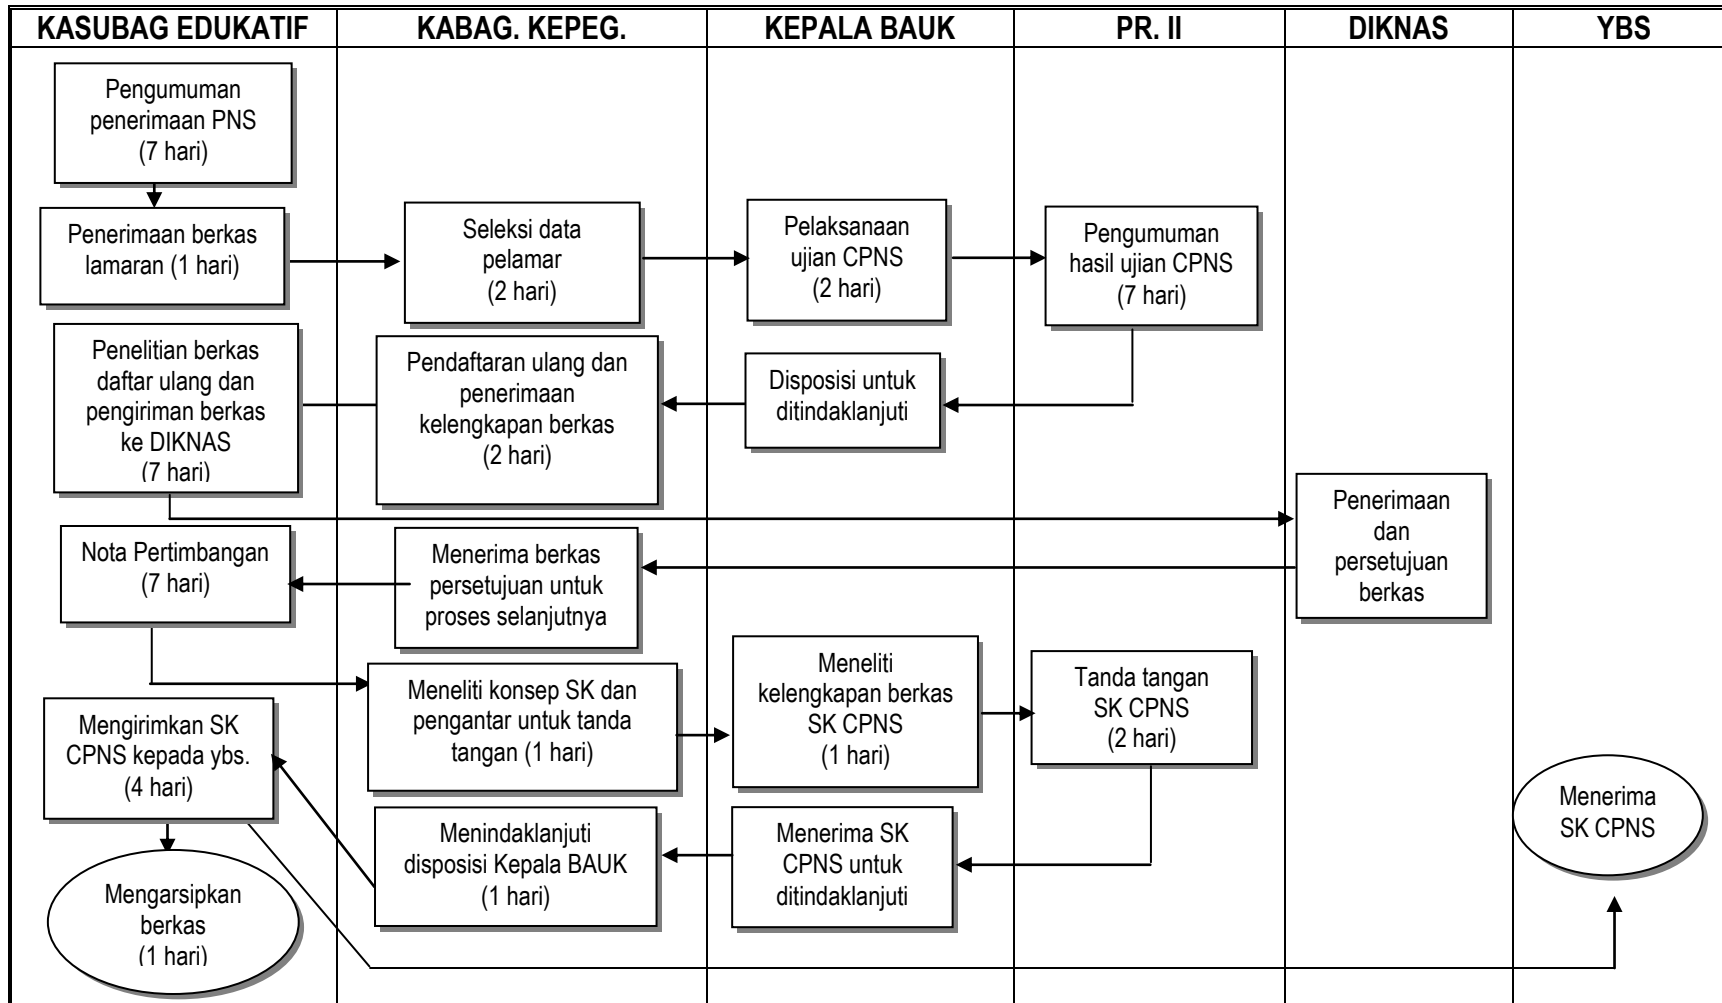 KASUBAG EDUKATIF
KABAG. KEPEG.
KEPALA BAUK
PR. II
DIKNAS
YBS
Pengumuman
penerimaan PNS
(7 hari)
Penerimaan berkas
lamaran (1 hari)
Seleksi data
pelamar
(2 hari)
Pelaksanaan
ujian CPNS
(2 hari)
Pengumuman
hasil ujian CPNS
(7 hari)
Penelitian berkas
daftar ulang dan
pengiriman berkas
ke DIKNAS
(7 hari)
Pendaftaran ulang dan
penerimaan
kelengkapan berkas
(2 hari)
Disposisi untuk
ditindaklanjuti
Penerimaan
dan
persetujuan
berkas
Nota Pertimbangan
(7 hari)
Menerima berkas
persetujuan untuk
proses selanjutnya
Meneliti konsep SK dan
pengantar untuk tanda
tangan (1 hari)
Meneliti
kelengkapan berkas
SK CPNS
(1 hari)
Tanda tangan
SK CPNS
(2 hari)
Mengirimkan SK
CPNS kepada ybs.
(4 hari)
Menindaklanjuti
disposisi Kepala BAUK
(1 hari)
Menerima SK
CPNS untuk
ditindaklanjuti
Menerima
SK CPNS
Mengarsipkan
berkas
(1 hari)